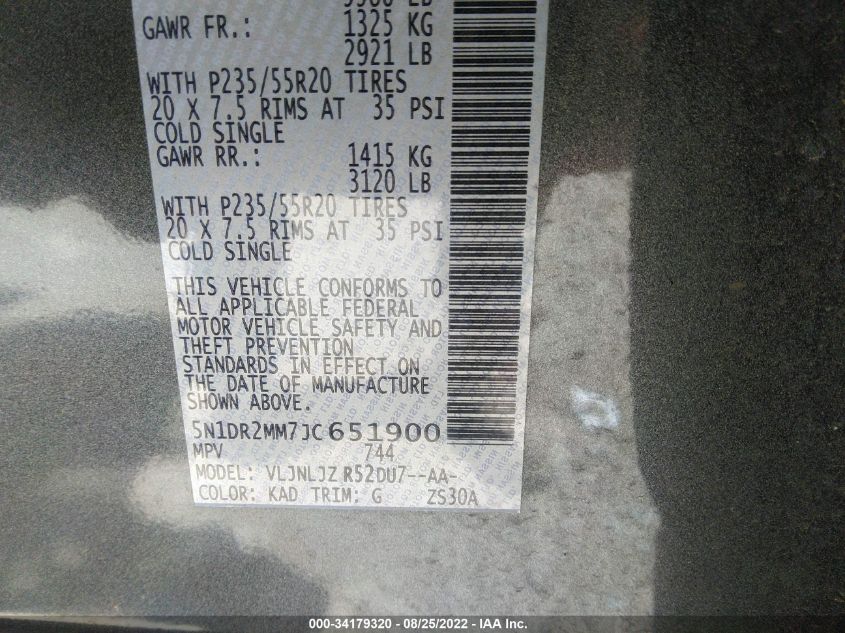 GAWR FR.: 1325 KG
2921 LB
WITH P235/55R20 TIRES
20 X 7.5 RIMS AT 35 PSI
COLD SINGLE
GAWR RR.: 1415 KG
3120 LB
WITH P235/55R20 TIRES
20 X 7.5 RIMS AT 35 PSI
COLD SINGLE
THIS VEHICLE CONFORMS TO
ALL APPLICABLE FEDERAL
MOTOR VEHICLE SAFETY AND
THEFT PREVENTION
STANDARDS IN EFFECT ON
THE DATE OF MANUFACTURE
SHOWN ABOVE.
5N1DR2MM7JC651900
MPV 744
MODEL: VLJNLJZ R52DU7--AA-
COLOR: KAD TRIM: G ZS30A
000-34179320 - 08/25/2022 - IAA Inc.